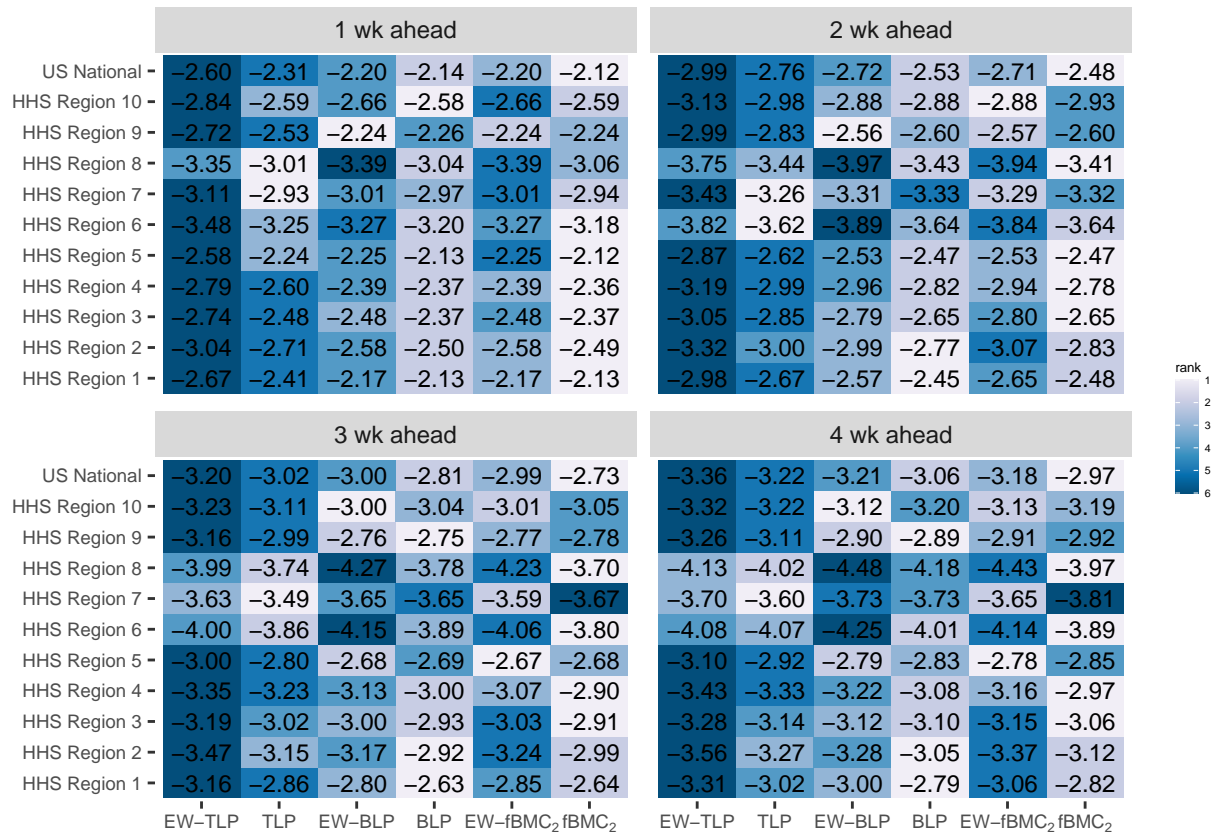 1 wk ahead 2 wk ahead
US National −2.60 −2.31 −2.20 −2.14 −2.20 −2.12 −2.99 −2.76 −2.72 −2.53 −2.71 −2.48
HHS Region 10 −2.84 −2.59 −2.66 −2.58 −2.66 −2.59 −3.13 −2.98 −2.88 −2.88 −2.88 −2.93
HHS Region 9 −2.72 −2.53 −2.24 −2.26 −2.24 −2.24 −2.99 −2.83 −2.56 −2.60 −2.57 −2.60
HHS Region 8 −3.35 −3.01 −3.39 −3.04 −3.39 −3.06 −3.75 −3.44 −3.97 −3.43 −3.94 −3.41
HHS Region 7 −3.11 −2.93 −3.01 −2.97 −3.01 −2.94 −3.43 −3.26 −3.31 −3.33 −3.29 −3.32
HHS Region 6 −3.48 −3.25 −3.27 −3.20 −3.27 −3.18 −3.82 −3.62 −3.89 −3.64 −3.84 −3.64
HHS Region 5 −2.58 −2.24 −2.25 −2.13 −2.25 −2.12 −2.87 −2.62 −2.53 −2.47 −2.53 −2.47
HHS Region 4 −2.79 −2.60 −2.39 −2.37 −2.39 −2.36 −3.19 −2.99 −2.96 −2.82 −2.94 −2.78
HHS Region 3 −2.74 −2.48 −2.48 −2.37 −2.48 −2.37 −3.05 −2.85 −2.79 −2.65 −2.80 −2.65
HHS Region 2 −3.04 −2.71 −2.58 −2.50 −2.58 −2.49 −3.32 −3.00 −2.99 −2.77 −3.07 −2.83
HHS Region 1 −2.67 −2.41 −2.17 −2.13 −2.17 −2.13 −2.98 −2.67 −2.57 −2.45 −2.65 −2.48
rank
1
2
3
4
5
6
3 wk ahead 4 wk ahead
US National −3.20 −3.02 −3.00 −2.81 −2.99 −2.73 −3.36 −3.22 −3.21 −3.06 −3.18 −2.97
HHS Region 10 −3.23 −3.11 −3.00 −3.04 −3.01 −3.05 −3.32 −3.22 −3.12 −3.20 −3.13 −3.19
HHS Region 9 −3.16 −2.99 −2.76 −2.75 −2.77 −2.78 −3.26 −3.11 −2.90 −2.89 −2.91 −2.92
HHS Region 8 −3.99 −3.74 −4.27 −3.78 −4.23 −3.70 −4.13 −4.02 −4.48 −4.18 −4.43 −3.97
HHS Region 7 −3.63 −3.49 −3.65 −3.65 −3.59 −3.67 −3.70 −3.60 −3.73 −3.73 −3.65 −3.81
HHS Region 6 −4.00 −3.86 −4.15 −3.89 −4.06 −3.80 −4.08 −4.07 −4.25 −4.01 −4.14 −3.89
HHS Region 5 −3.00 −2.80 −2.68 −2.69 −2.67 −2.68 −3.10 −2.92 −2.79 −2.83 −2.78 −2.85
HHS Region 4 −3.35 −3.23 −3.13 −3.00 −3.07 −2.90 −3.43 −3.33 −3.22 −3.08 −3.16 −2.97
HHS Region 3 −3.19 −3.02 −3.00 −2.93 −3.03 −2.91 −3.28 −3.14 −3.12 −3.10 −3.15 −3.06
HHS Region 2 −3.47 −3.15 −3.17 −2.92 −3.24 −2.99 −3.56 −3.27 −3.28 −3.05 −3.37 −3.12
HHS Region 1 −3.16 −2.86 −2.80 −2.63 −2.85 −2.64 −3.31 −3.02 −3.00 −2.79 −3.06 −2.82
EW−TLP TLP EW−BLP BLP EW−fBMC₂ fBMC₂ EW−TLP TLP EW−BLP BLP EW−fBMC₂ fBMC₂